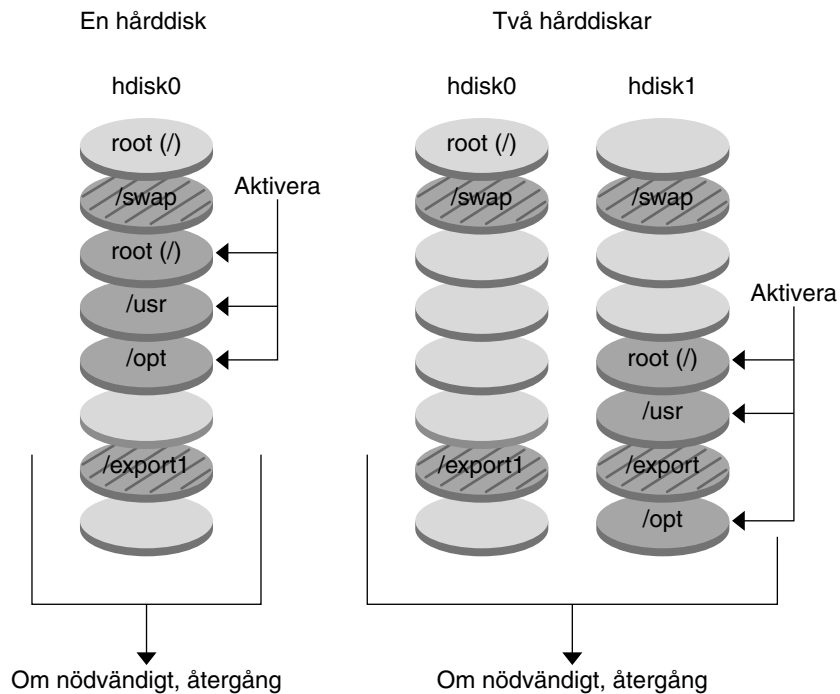 En hårddisk
Två hårddiskar
hdisk0
hdisk0
hdisk1
root (/)
/swap
Aktivera
root (/)
/usr
/opt
/export1
root (/)
/swap
/export1
/swap
Aktivera
root (/)
/usr
/export
/opt
Om nödvändigt, återgång
Om nödvändigt, återgång